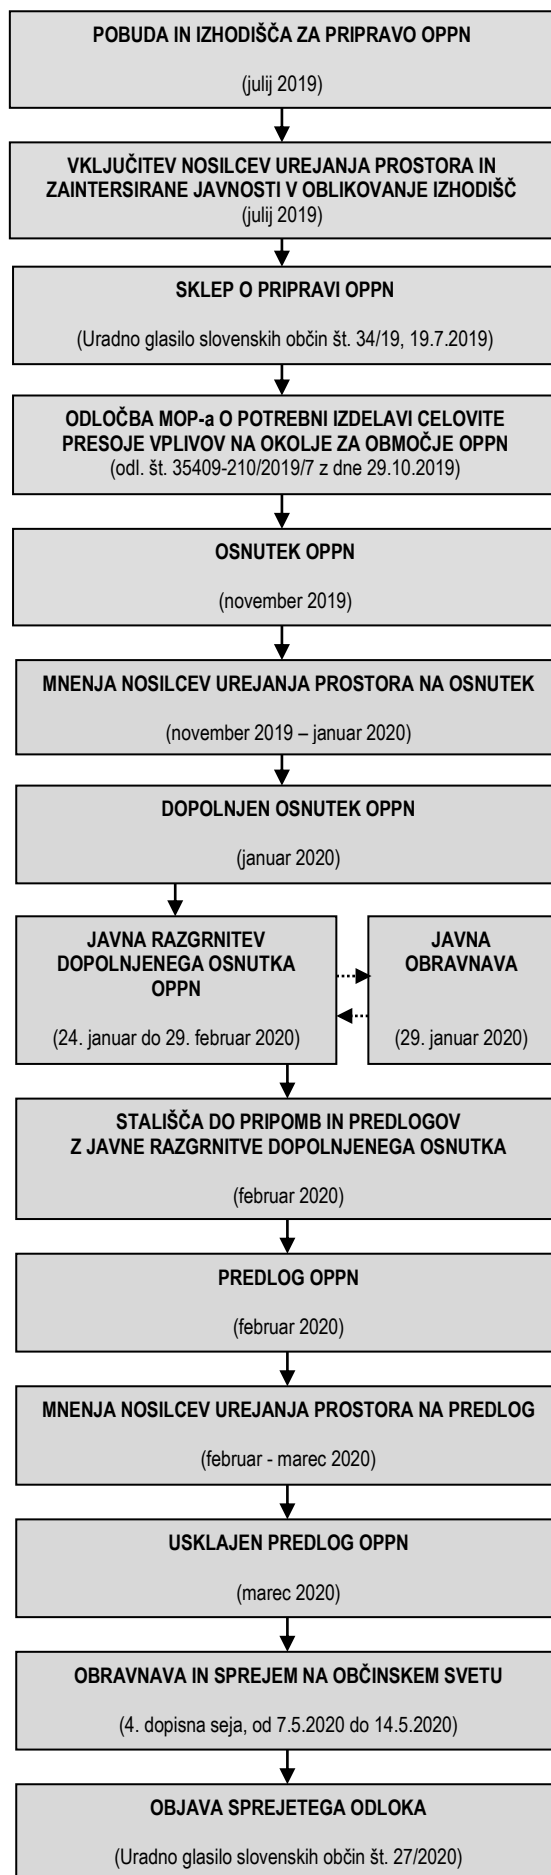 POBUDA IN IZHODIŠČA ZA PRIPRAVO OPPN
(julij 2019)
VKLJUČITEV NOSILCEV UREJANJA PROSTORA IN
ZAINTERSIRANE JAVNOSTI V OBLIKOVANJE IZHODIŠČ
(julij 2019)
SKLEP O PRIPRAVI OPPN
(Uradno glasilo slovenskih občin št. 34/19, 19.7.2019)
ODLOČBA MOP-a O POTREBNI IZDELAVI CELOVITE
PRESOJE VPLIVOV NA OKOLJE ZA OBMOČJE OPPN
(odl. št. 35409-210/2019/7 z dne 29.10.2019)
OSNUTEK OPPN
(november 2019)
MNENJA NOSILCEV UREJANJA PROSTORA NA OSNUTEK
(november 2019 – januar 2020)
DOPOLNJEN OSNUTEK OPPN
(januar 2020)
JAVNA RAZGRNITEV
DOPOLNJENEGA OSNUTKA
OPPN
(24. januar do 29. februar 2020)
JAVNA
OBRAVNAVA
(29. januar 2020)
STALIŠČA DO PRIPOMB IN PREDLOGOV
Z JAVNE RAZGRNITVE DOPOLNJENEGA OSNUTKA
(februar 2020)
PREDLOG OPPN
(februar 2020)
MNENJA NOSILCEV UREJANJA PROSTORA NA PREDLOG
(februar - marec 2020)
USKLAJEN PREDLOG OPPN
(marec 2020)
OBRAVNAVA IN SPREJEM NA OBČINSKEM SVETU
(4. dopisna seja, od 7.5.2020 do 14.5.2020)
OBJAVA SPREJETEGA ODLOKA
(Uradno glasilo slovenskih občin št. 27/2020)